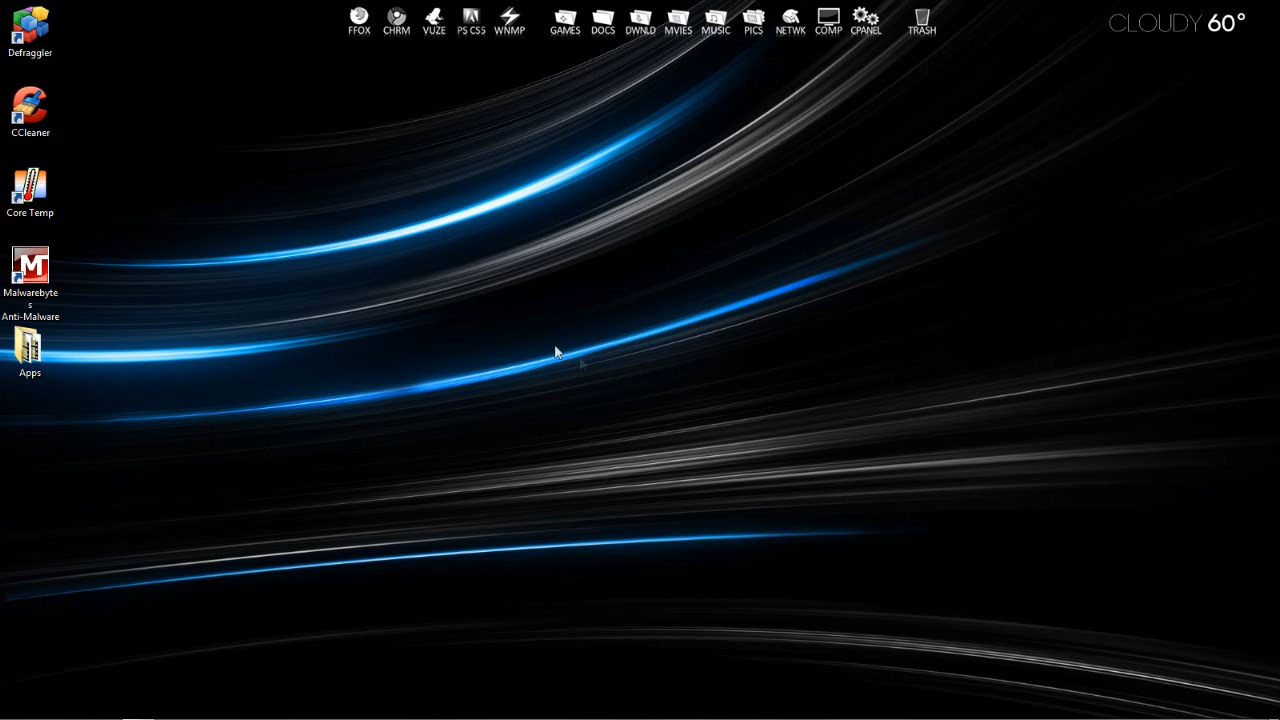 FFOX CHRM VUZE PS CS5 WNMP GAMES DOCS DWNLD MVIES MUSIC PICS NETWK COMP CPANEL TRASH
CLOUDY 60°
Defraggler
CCleaner
Core Temp
Malwarebyte
s
Anti-Malware
Apps